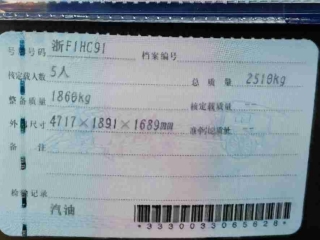 号牌号码 浙F1HC91 档案编号
核定载人数 5人 总质量 2510kg
整备质量 1860kg 核定载质量 --
外廓尺寸 4717×1891×1689mm 准牵引总质量 --
备注
检验记录
汽油
*3330033065628*